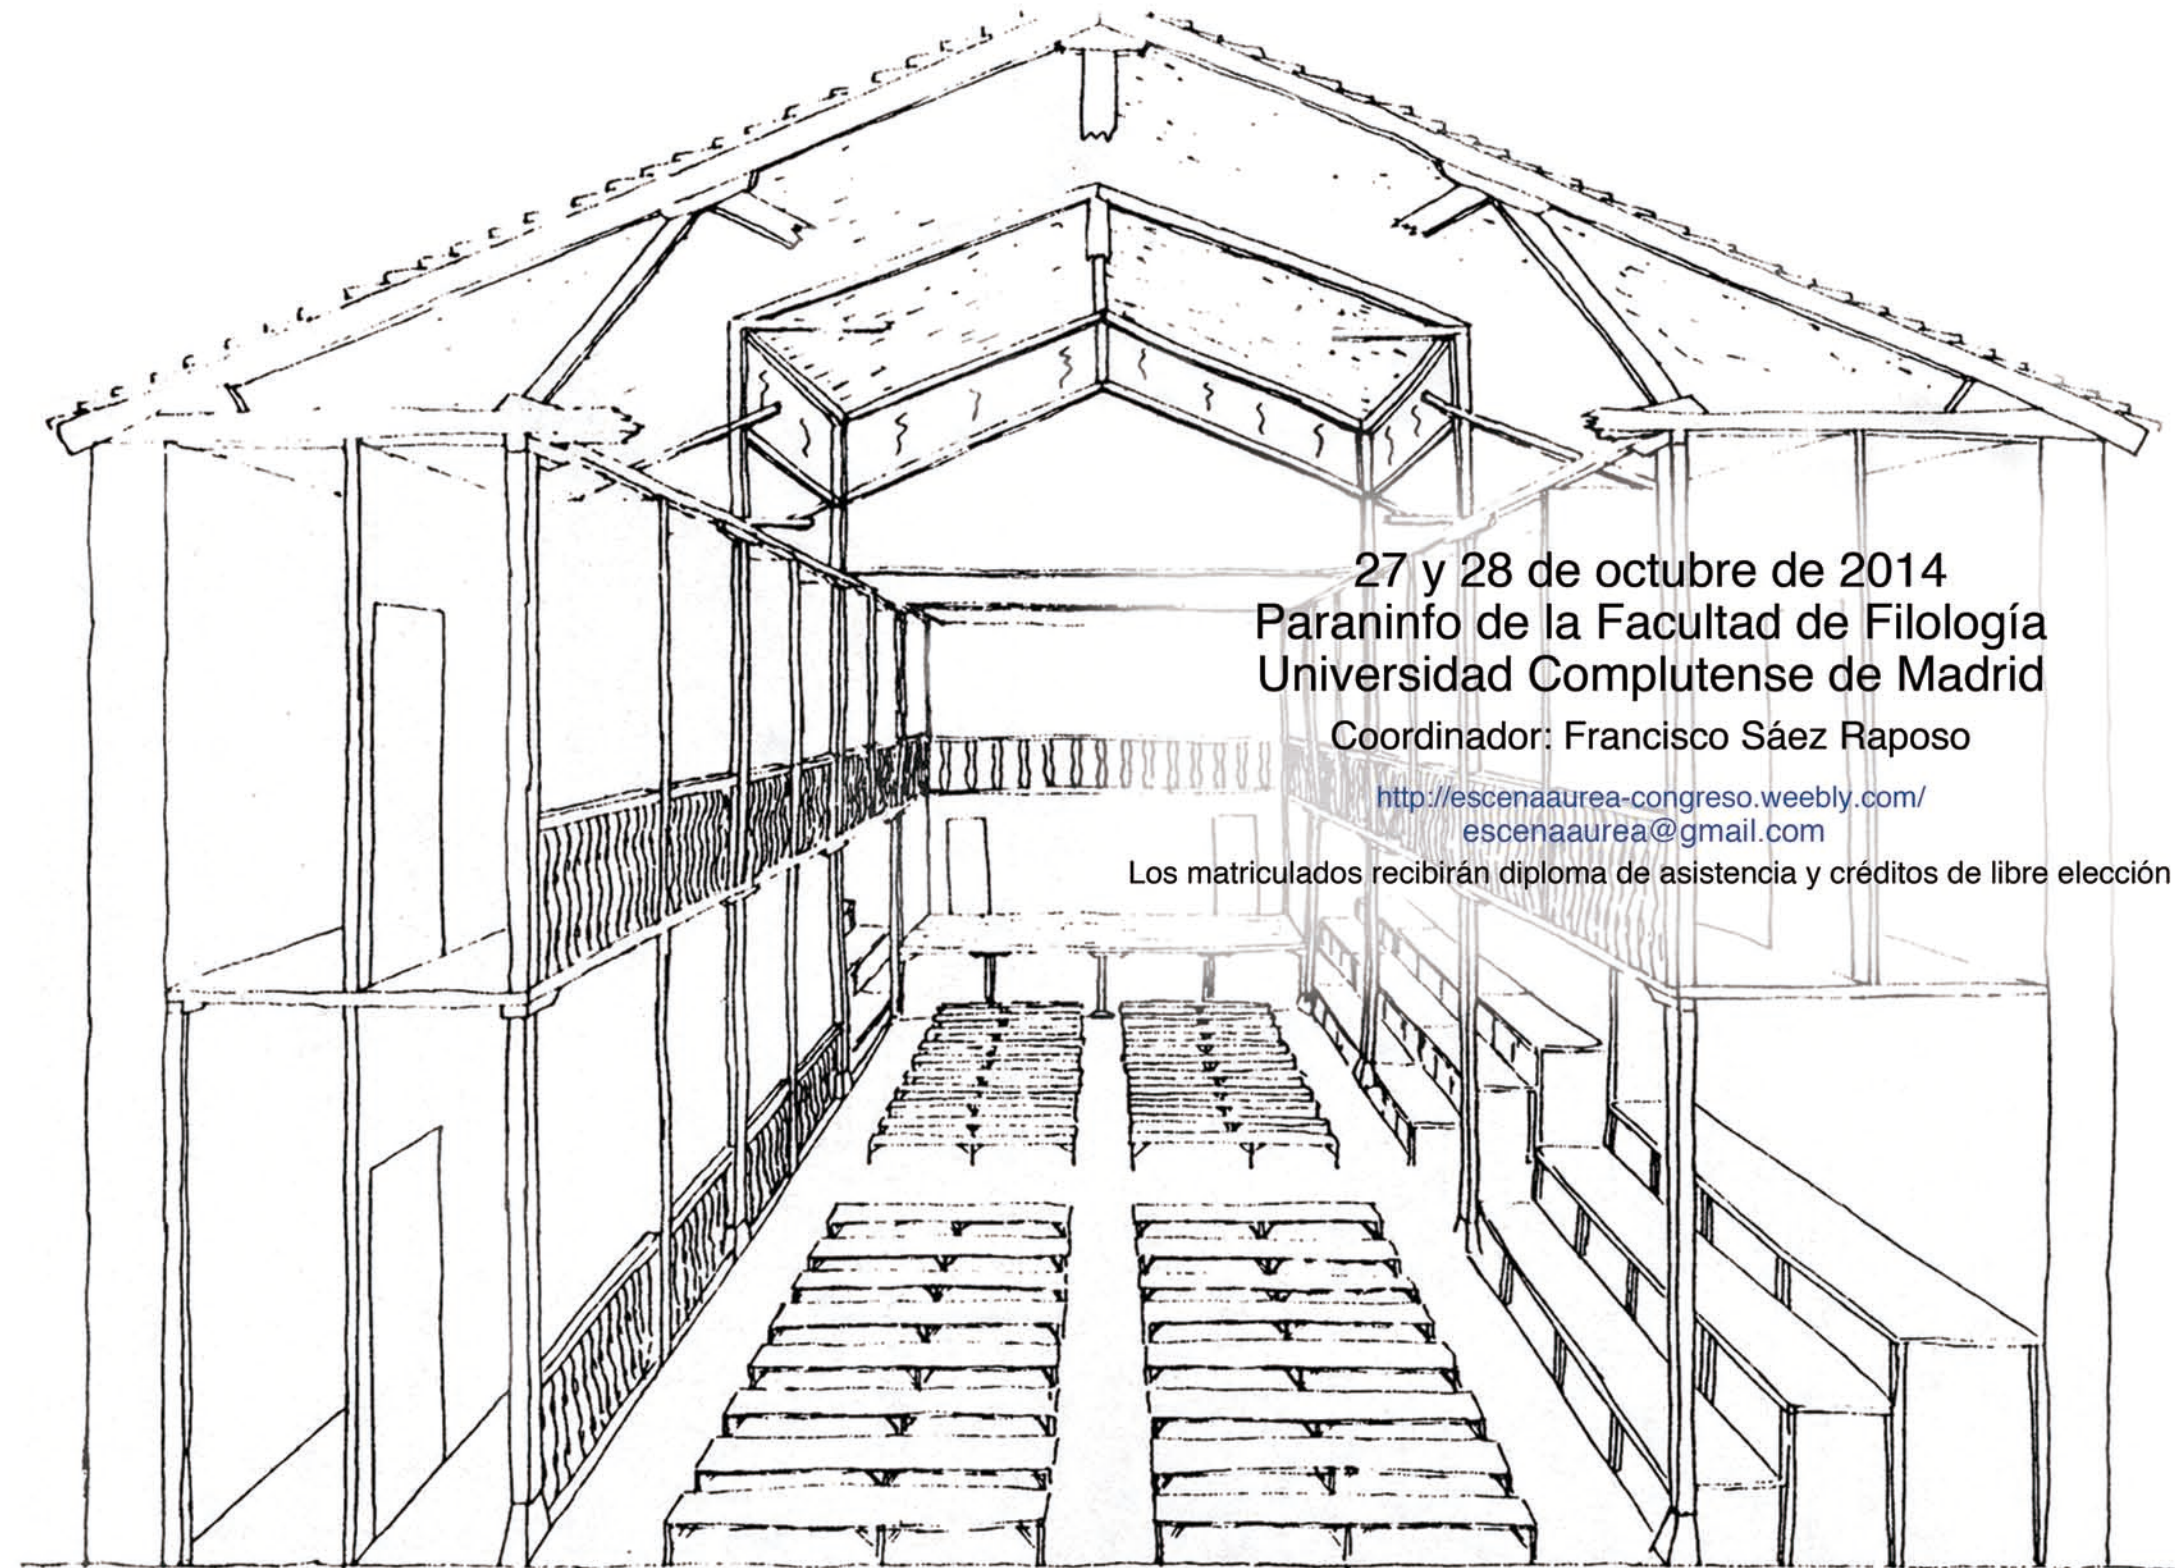 27 y 28 de octubre de 2014
Paraninfo de la Facultad de Filología
Universidad Complutense de Madrid
Coordinador: Francisco Sáez Raposo
http://escenaaurea-congreso.weebly.com/
escenaaurea@gmail.com
Los matriculados recibirán diploma de asistencia y créditos de libre elección